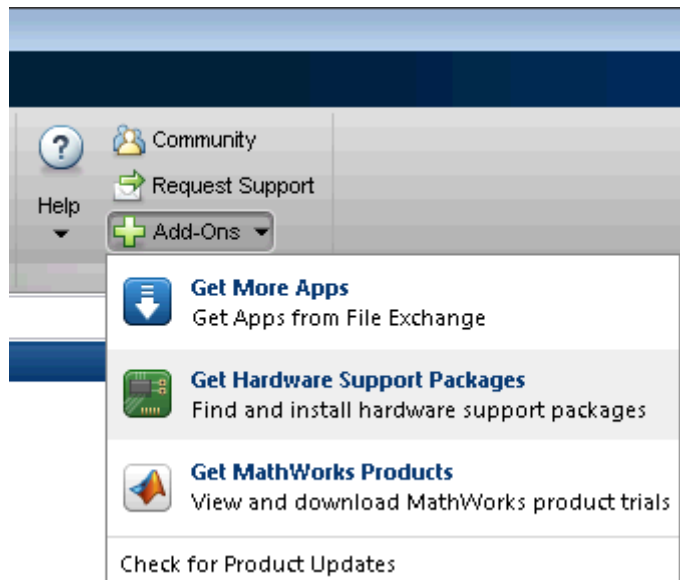 Community
Request Support
Help
Add-Ons
Get More Apps
Get Apps from File Exchange
Get Hardware Support Packages
Find and install hardware support packages
Get MathWorks Products
View and download MathWorks product trials
Check for Product Updates